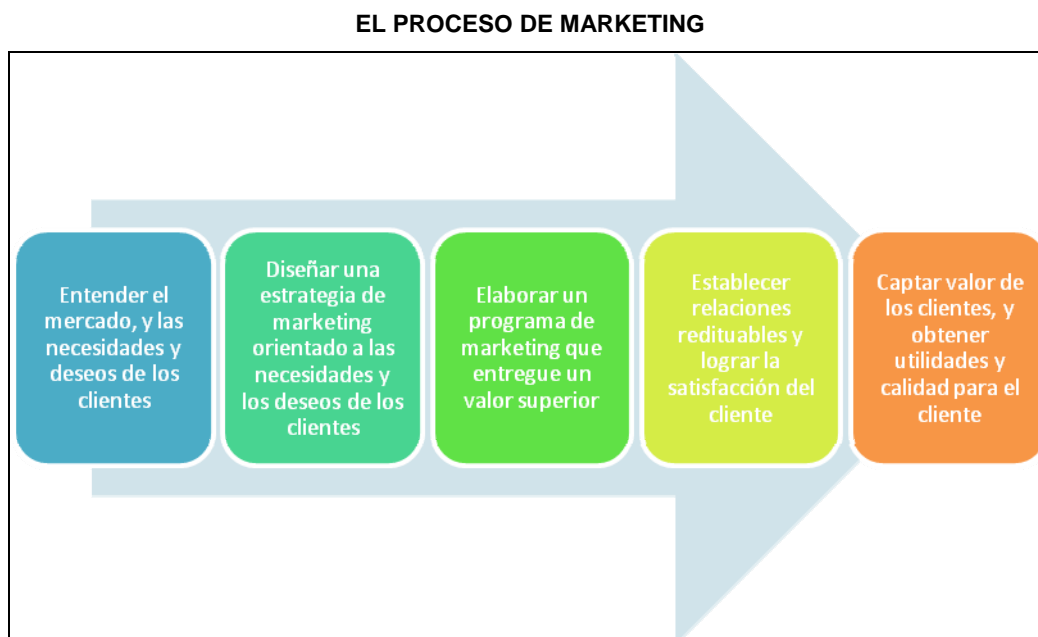 EL PROCESO DE MARKETING
Entender el
mercado, y las
necesidades y
deseos de los
clientes
Diseñar una
estrategia de
marketing
orientado a las
necesidades y
los deseos de los
clientes
Elaborar un
programa de
marketing que
entregue un
valor superior
Establecer
relaciones
redituables y
lograr la
satisfacción del
cliente
Captar valor de
los clientes, y
obtener
utilidades y
calidad para el
cliente